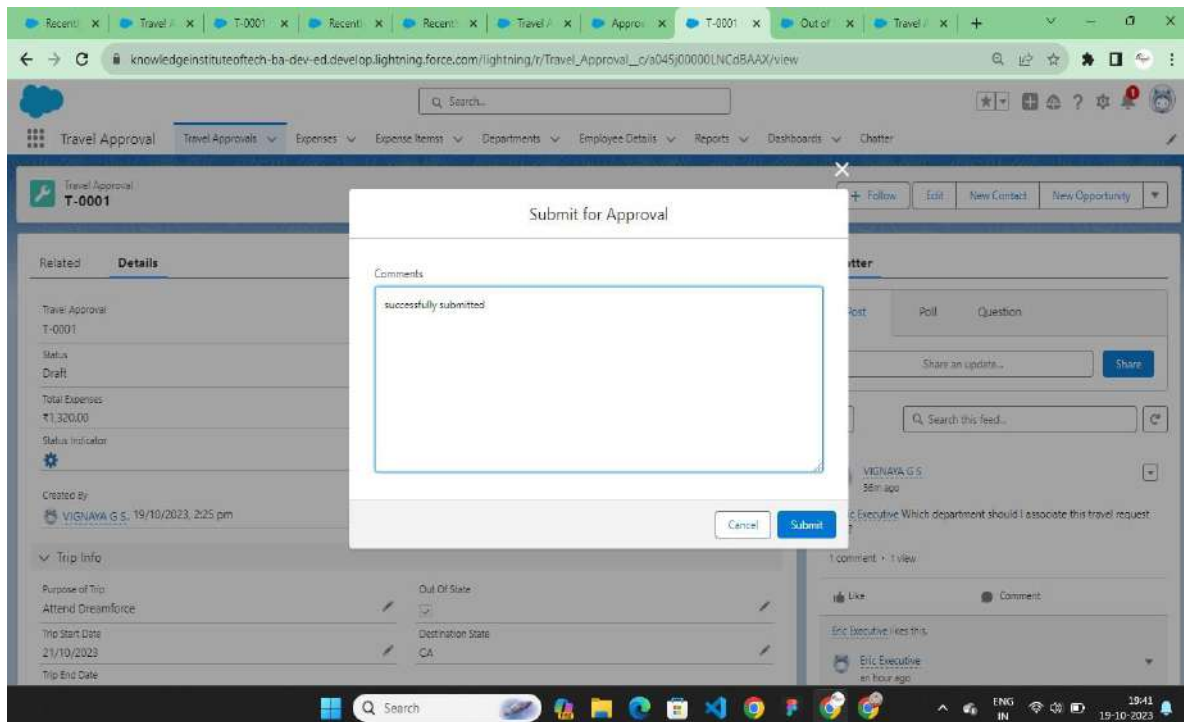 Recent
Travel A
T-0001
Recent
Recent
Travel A
Approv
T-0001
Out of
Travel A
knowledgeinstituteoftech-ba-dev-ed.develop.lightning.force.com/lightning/r/Travel_Approval__c/a045j00000LNCdBAAX/view
Search...
Travel Approval Travel Approvals Expenses Expense Items Departments Employee Details Reports Dashboards Chatter
Travel Approval
T-0001
+ Follow Edit New Contact New Opportunity
Submit for Approval
Related Details
tter
Comments
successfully submitted
Travel Approval
T-0001
Post Poll Question
Status
Draft
Share an update... Share
Total Expenses
₹1,320.00
Search this feed...
Status Indicator
Created By
VIGNAYA G S, 19/10/2023, 2:25 pm
VIGNAYA G S
56m ago
c Executive Which department should I associate this travel request
?
Cancel Submit
1 comment · 1 view
Trip Info
Purpose of Trip
Attend Dreamforce
Out Of State
Like Comment
Trip Start Date
21/10/2023
Destination State
CA
Eric Executive likes this.
Eric Executive
an hour ago
Trip End Date
Search
ENG
IN
19:41
19-10-2023